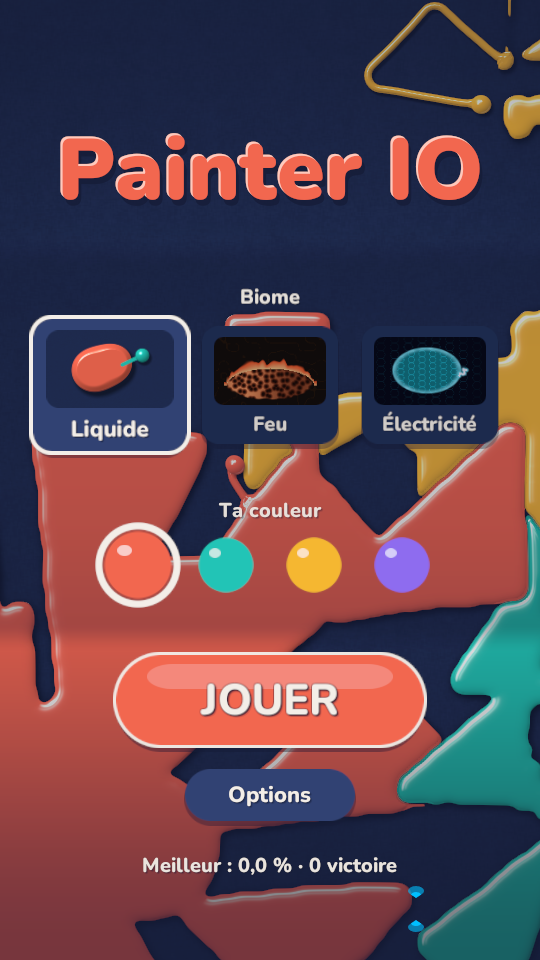 Painter IO
Biome
Liquide
Feu
Électricité
Ta couleur
JOUER
Options
Meilleur : 0,0 % · 0 victoire